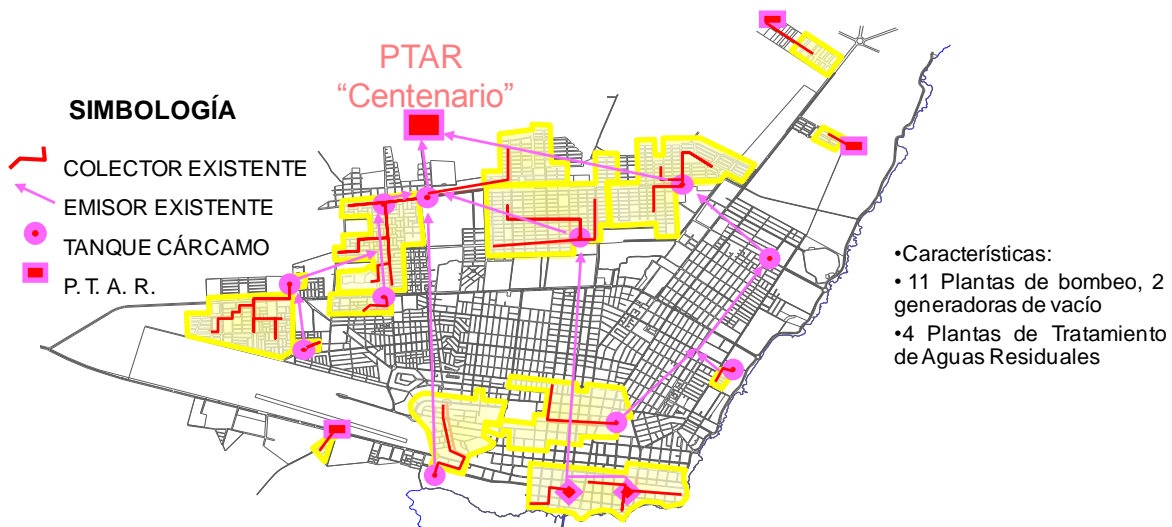 PTAR
“Centenario”
SIMBOLOGÍA
COLECTOR EXISTENTE
EMISOR EXISTENTE
TANQUE CÁRCAMO
P. T. A. R.
•Características:
• 11 Plantas de bombeo, 2
generadoras de vacío
•4 Plantas de Tratamiento
de Aguas Residuales